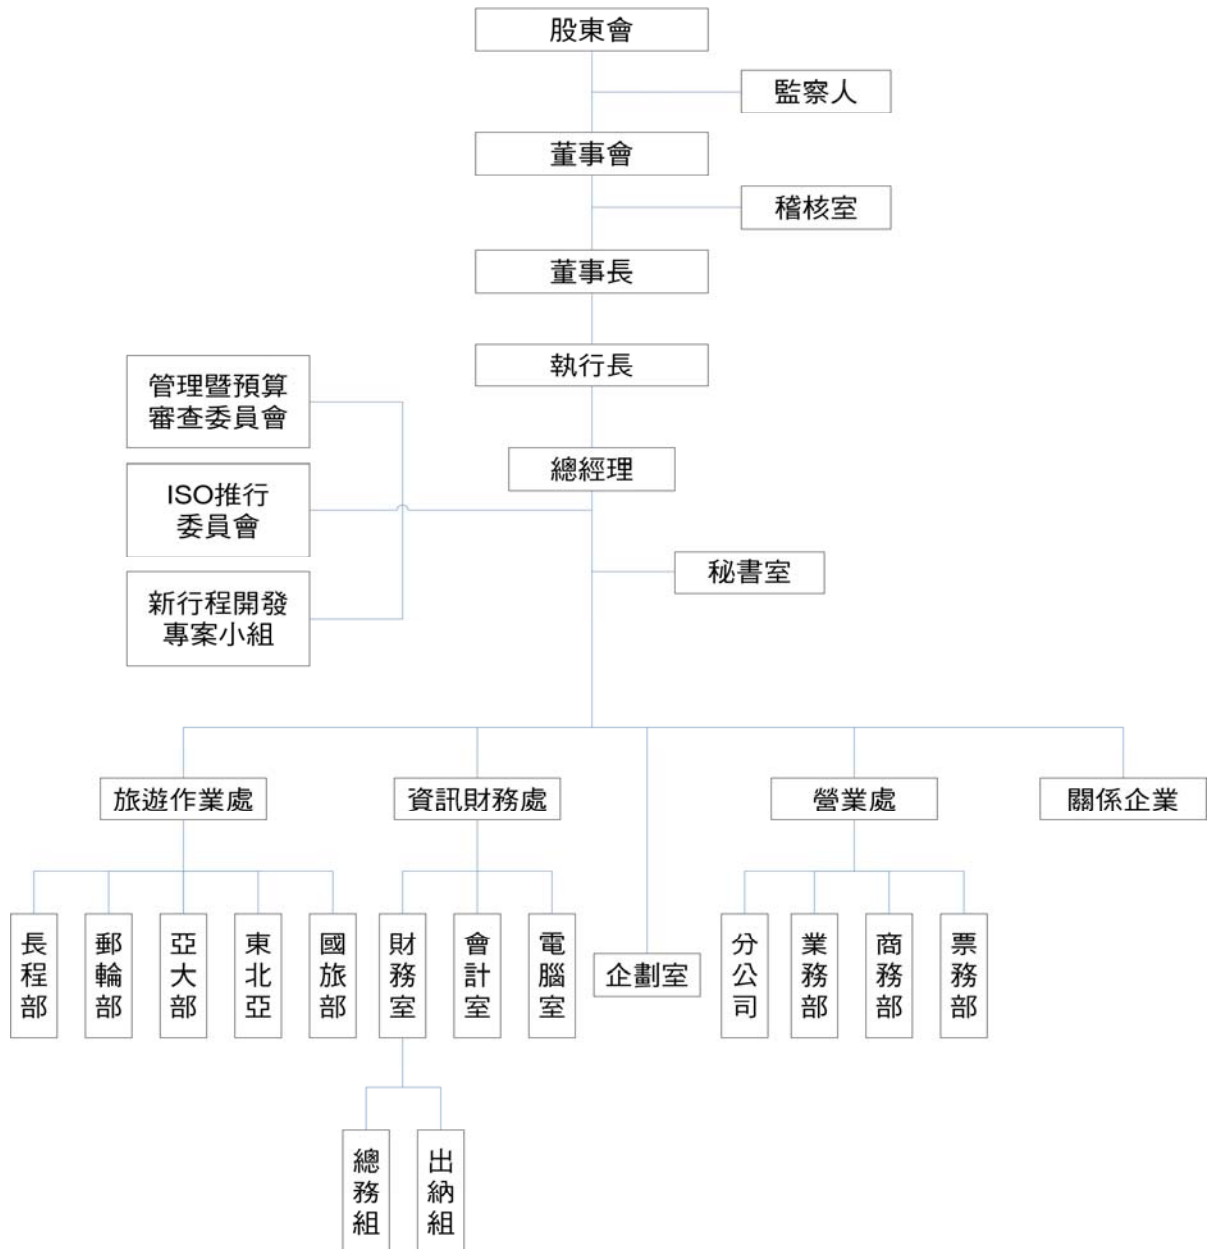 股東會
監察人
董事會
稽核室
董事長
執行長
管理暨預算
審查委員會
總經理
ISO推行
委員會
秘書室
新行程開發
專案小組
旅遊作業處
資訊財務處
營業處
關係企業
長程部
郵輪部
亞大部
東北亞
國旅部
財務室
會計室
電腦室
企劃室
分公司
業務部
商務部
票務部
總務組
出納組